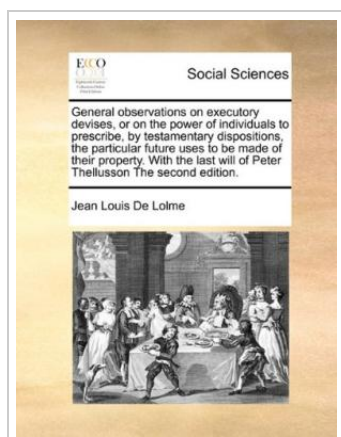 ECCO
Social Sciences
General observations on executory
devises, or on the power of individuals to
prescribe, by testamentary dispositions,
the particular future uses to be made of
their property. With the last will of Peter
Thellusson The second edition.
Jean Louis De Lolme